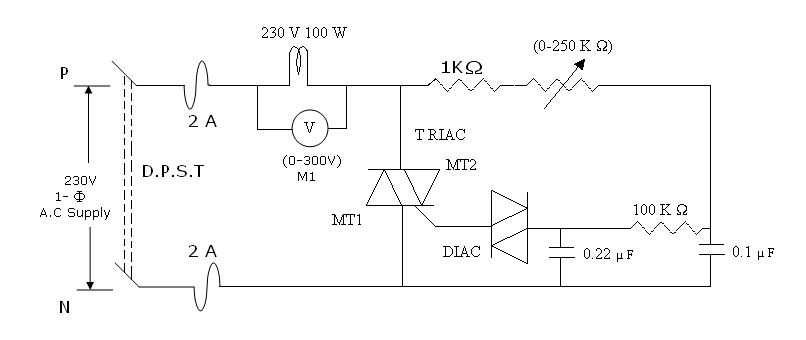 230 V 100 W
(0-250 K Ω)
P
1KΩ
2 A
V
TRIAC
(0-300V)
M1
MT2
D.P.S.T
230V
1- Φ
A.C Supply
MT1
100 K Ω
DIAC
2 A
0.22 µF
0.1 µF
N